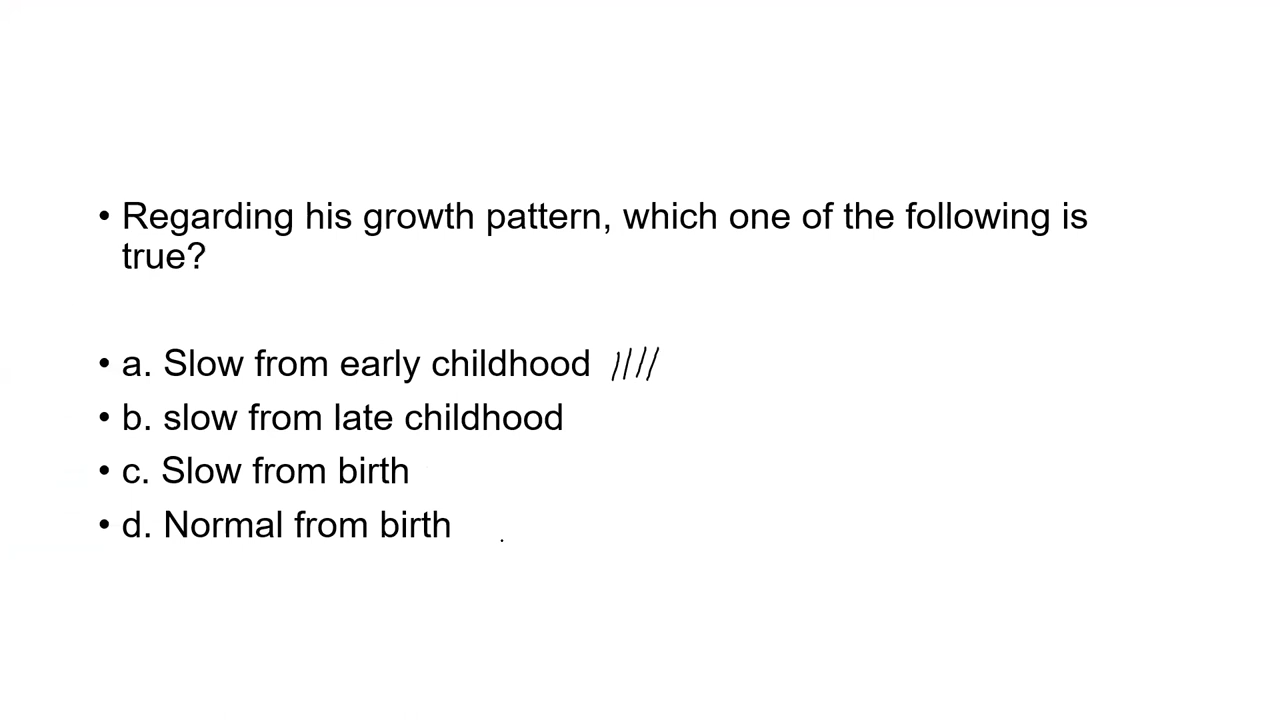 • Regarding his growth pattern, which one of the following is
true?
• a. Slow from early childhood ////
• b. slow from late childhood
• c. Slow from birth
• d. Normal from birth